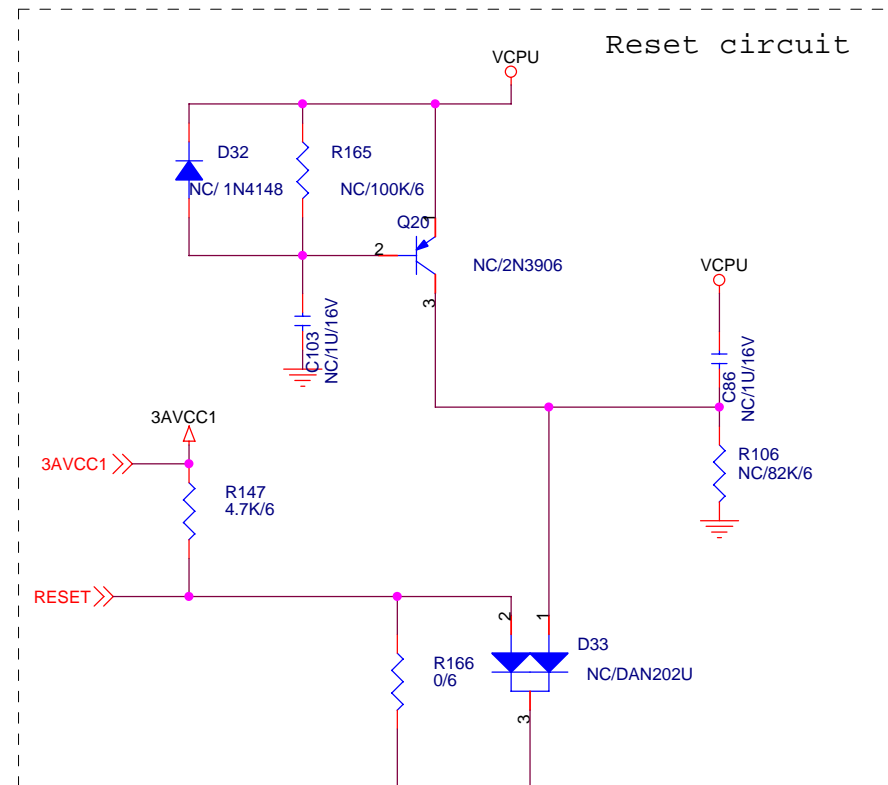 Reset circuit
VCPU
D32
NC/ 1N4148
R165
NC/100K/6
Q20
1
2
3
NC/2N3906
C103
NC/1U/16V
VCPU
C86
NC/1U/16V
R106
NC/82K/6
3AVCC1
3AVCC1
R147
4.7K/6
RESET
R166
0/6
2
1
D33
NC/DAN202U
3